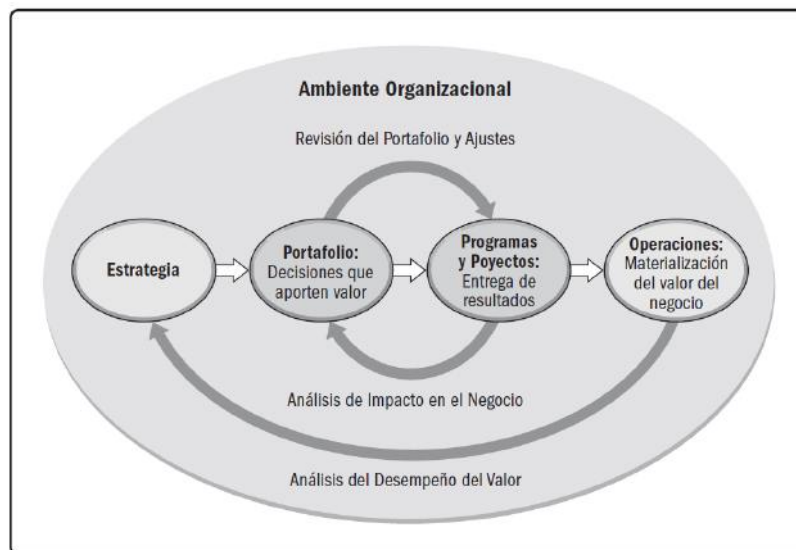 Ambiente Organizacional
Revisión del Portafolio y Ajustes
Estrategia
Portafolio:
Decisiones que
aporten valor
Programas
y Poyectos:
Entrega de
resultados
Operaciones:
Materialización
del valor del
negocio
Análisis de Impacto en el Negocio
Análisis del Desempeño del Valor